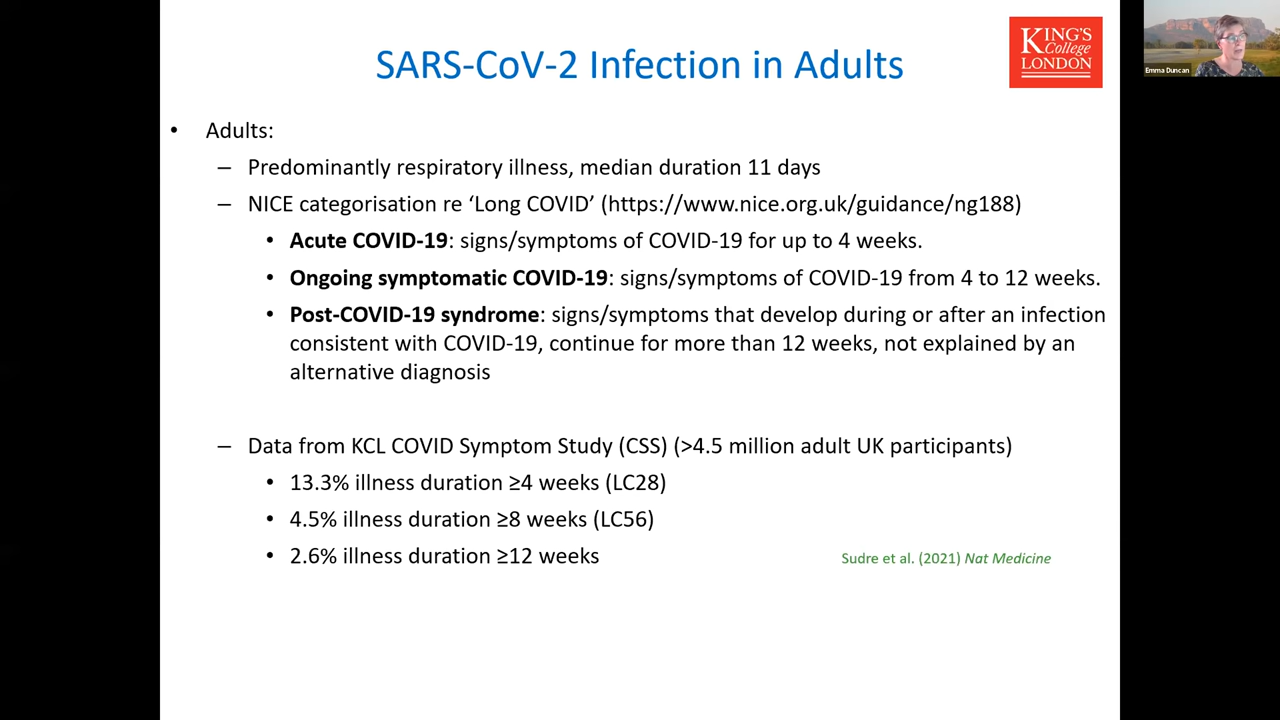 SARS-CoV-2 Infection in Adults
KING'S
College
LONDON
Emma Duncan
• Adults:
– Predominantly respiratory illness, median duration 11 days
– NICE categorisation re ‘Long COVID’ (https://www.nice.org.uk/guidance/ng188)
• Acute COVID-19: signs/symptoms of COVID-19 for up to 4 weeks.
• Ongoing symptomatic COVID-19: signs/symptoms of COVID-19 from 4 to 12 weeks.
• Post-COVID-19 syndrome: signs/symptoms that develop during or after an infection
consistent with COVID-19, continue for more than 12 weeks, not explained by an
alternative diagnosis
– Data from KCL COVID Symptom Study (CSS) (>4.5 million adult UK participants)
• 13.3% illness duration ≥4 weeks (LC28)
• 4.5% illness duration ≥8 weeks (LC56)
• 2.6% illness duration ≥12 weeks
Sudre et al. (2021) Nat Medicine